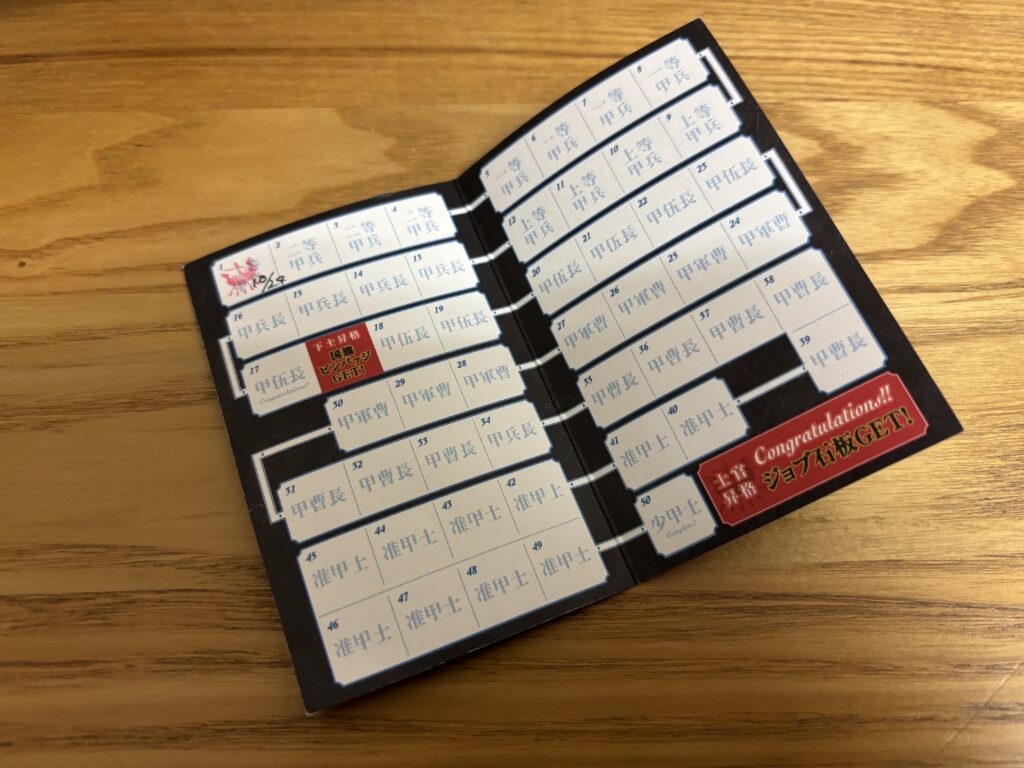 1
10/24
2 二等甲兵
3 二等甲兵
4 二等甲兵
16 甲兵長
15 甲兵長
14 甲兵長
13 甲兵長
17 甲伍長
Congratulations!!
下士昇格
国旗
ピンバッジ
GET!
18 甲伍長
19 甲伍長
30 甲軍曹
29 甲軍曹
28 甲軍曹
31 甲曹長
32 甲曹長
33 甲曹長
34 甲兵長
45 准甲士
44 准甲士
43 准甲士
42 准甲士
46 准甲士
47 准甲士
48 准甲士
49 准甲士
5 一等甲兵
6 一等甲兵
7 一等甲兵
8 一等甲兵
12 上等甲兵
11 上等甲兵
10 上等甲兵
9 上等甲兵
20 甲伍長
21 甲伍長
22 甲伍長
23 甲伍長
27 甲軍曹
26 甲軍曹
25 甲軍曹
24 甲軍曹
35 甲曹長
36 甲曹長
37 甲曹長
38 甲曹長
39 甲曹長
41 准甲士
40 准甲士
50 少甲士
Complete!!
士官昇格
Congratulations!!
ジョブ石板GET!